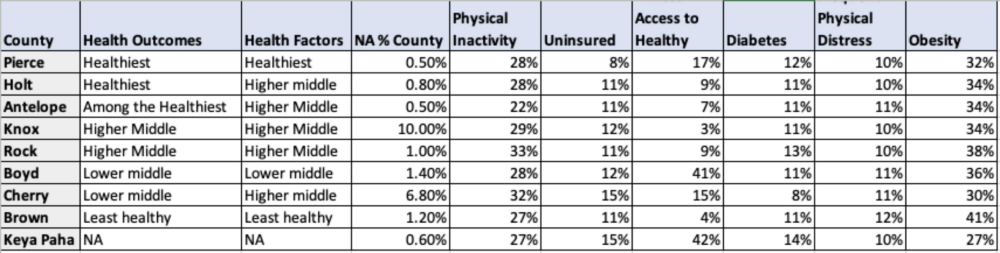 County Health Outcomes Health Factors NA % County Physical Inactivity Uninsured Access to Healthy Diabetes Physical Distress Obesity
Pierce Healthiest Healthiest 0.50% 28% 8% 17% 12% 10% 32%
Holt Healthiest Higher middle 0.80% 28% 11% 9% 11% 10% 34%
Antelope Among the Healthiest Higher Middle 0.50% 22% 11% 7% 11% 11% 34%
Knox Higher Middle Higher Middle 10.00% 29% 12% 3% 11% 10% 34%
Rock Higher Middle Higher Middle 1.00% 33% 11% 9% 13% 10% 38%
Boyd Lower middle Lower middle 1.40% 28% 12% 41% 11% 11% 36%
Cherry Lower middle Higher middle 6.80% 32% 15% 15% 8% 11% 30%
Brown Least healthy Least healthy 1.20% 27% 11% 4% 11% 12% 41%
Keya Paha NA NA 0.60% 27% 15% 42% 14% 10% 27%